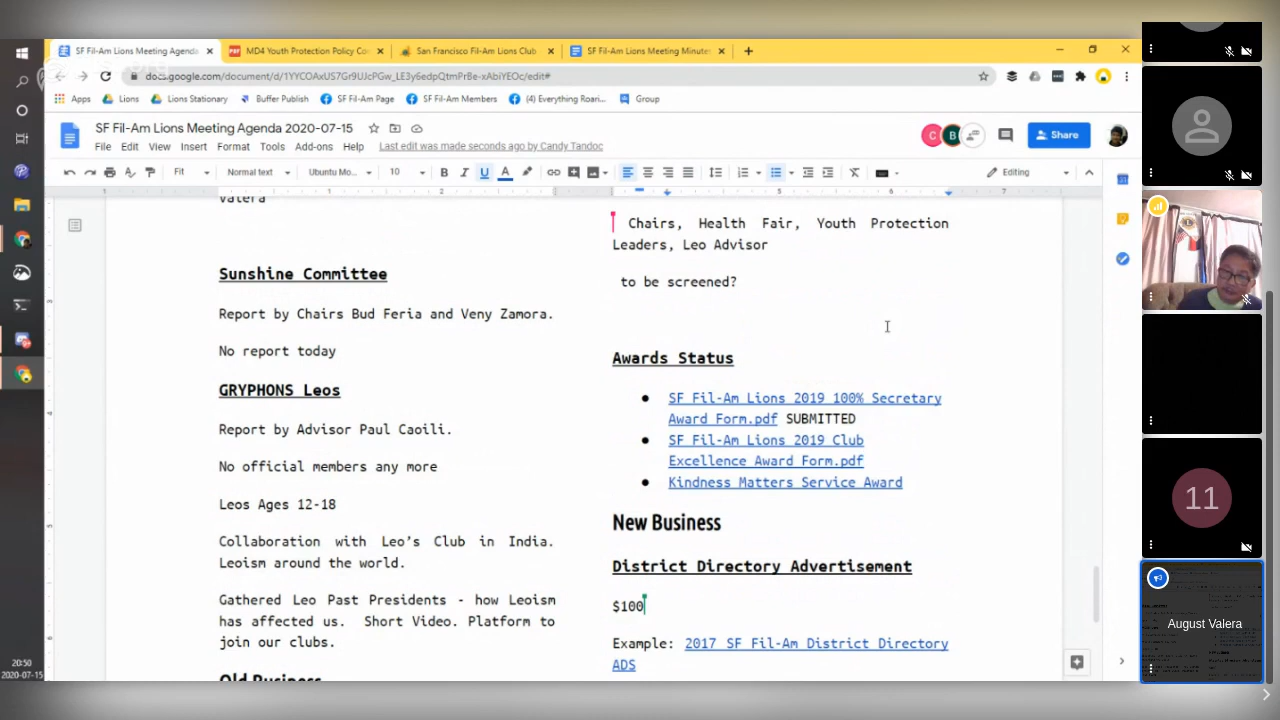 SF Fil-Am Lions Meeting Agenda
MD4 Youth Protection Policy Co
San Francisco Fil-Am Lions Club
SF Fil-Am Lions Meeting Minute
Apps
Lions
Lions Stationary
Buffer Publish
SF Fil-Am Page
SF Fil-Am Members
(4) Everything Roari...
Group
SF Fil-Am Lions Meeting Agenda 2020-07-15
C
B
Share
File Edit View Insert Format Tools Add-ons Help
Last edit was made seconds ago by Candy Tandoc
Fit
Normal text
Ubuntu Mo...
10
Editing
1
1
2
5
6
7
Valera
Sunshine Committee
Report by Chairs Bud Feria and Veny Zamora.
No report today
GRYPHONS Leos
Report by Advisor Paul Caoili.
No official members any more
Leos Ages 12-18
Collaboration with Leo's Club in India.
Leoism around the world.
Gathered Leo Past Presidents - how Leoism
has affected us. Short Video. Platform to
join our clubs.
Old Business
Chairs, Health Fair, Youth Protection
Leaders, Leo Advisor
to be screened?
Awards Status
● SF Fil-Am Lions 2019 100% Secretary
Award Form.pdf SUBMITTED
● SF Fil-Am Lions 2019 Club
Excellence Award Form.pdf
● Kindness Matters Service Award
New Business
District Directory Advertisement
$100
Example: 2017 SF Fil-Am District Directory
ADS
11
August Valera
20:50
2020-07-15